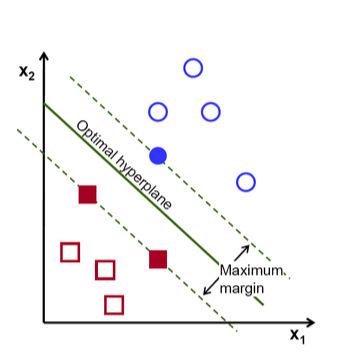 x2
Optimal hyperplane
Maximum
margin
x1